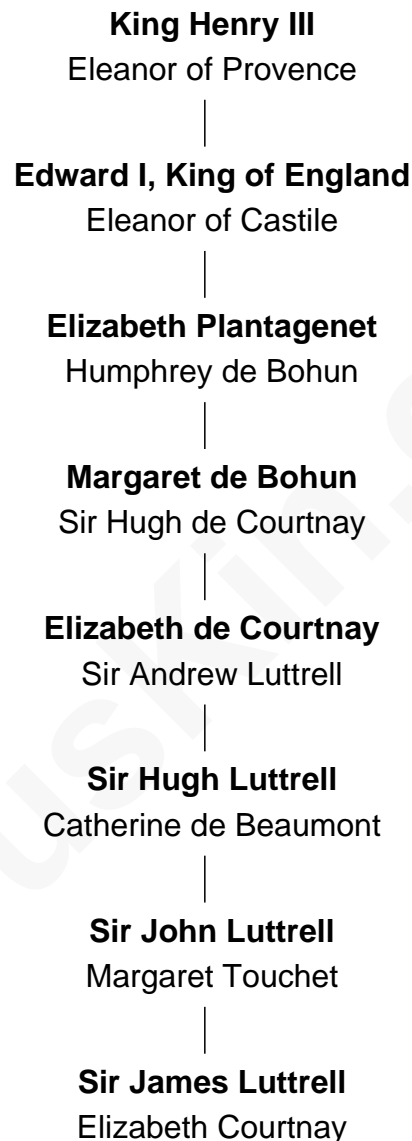 King Henry III
Eleanor of Provence
Edward I, King of England
Eleanor of Castile
Elizabeth Plantagenet
Humphrey de Bohun
Margaret de Bohun
Sir Hugh de Courtnay
Elizabeth de Courtnay
Sir Andrew Luttrell
Sir Hugh Luttrell
Catherine de Beaumont
Sir John Luttrell
Margaret Touchet
Sir James Luttrell
Elizabeth Courtnay